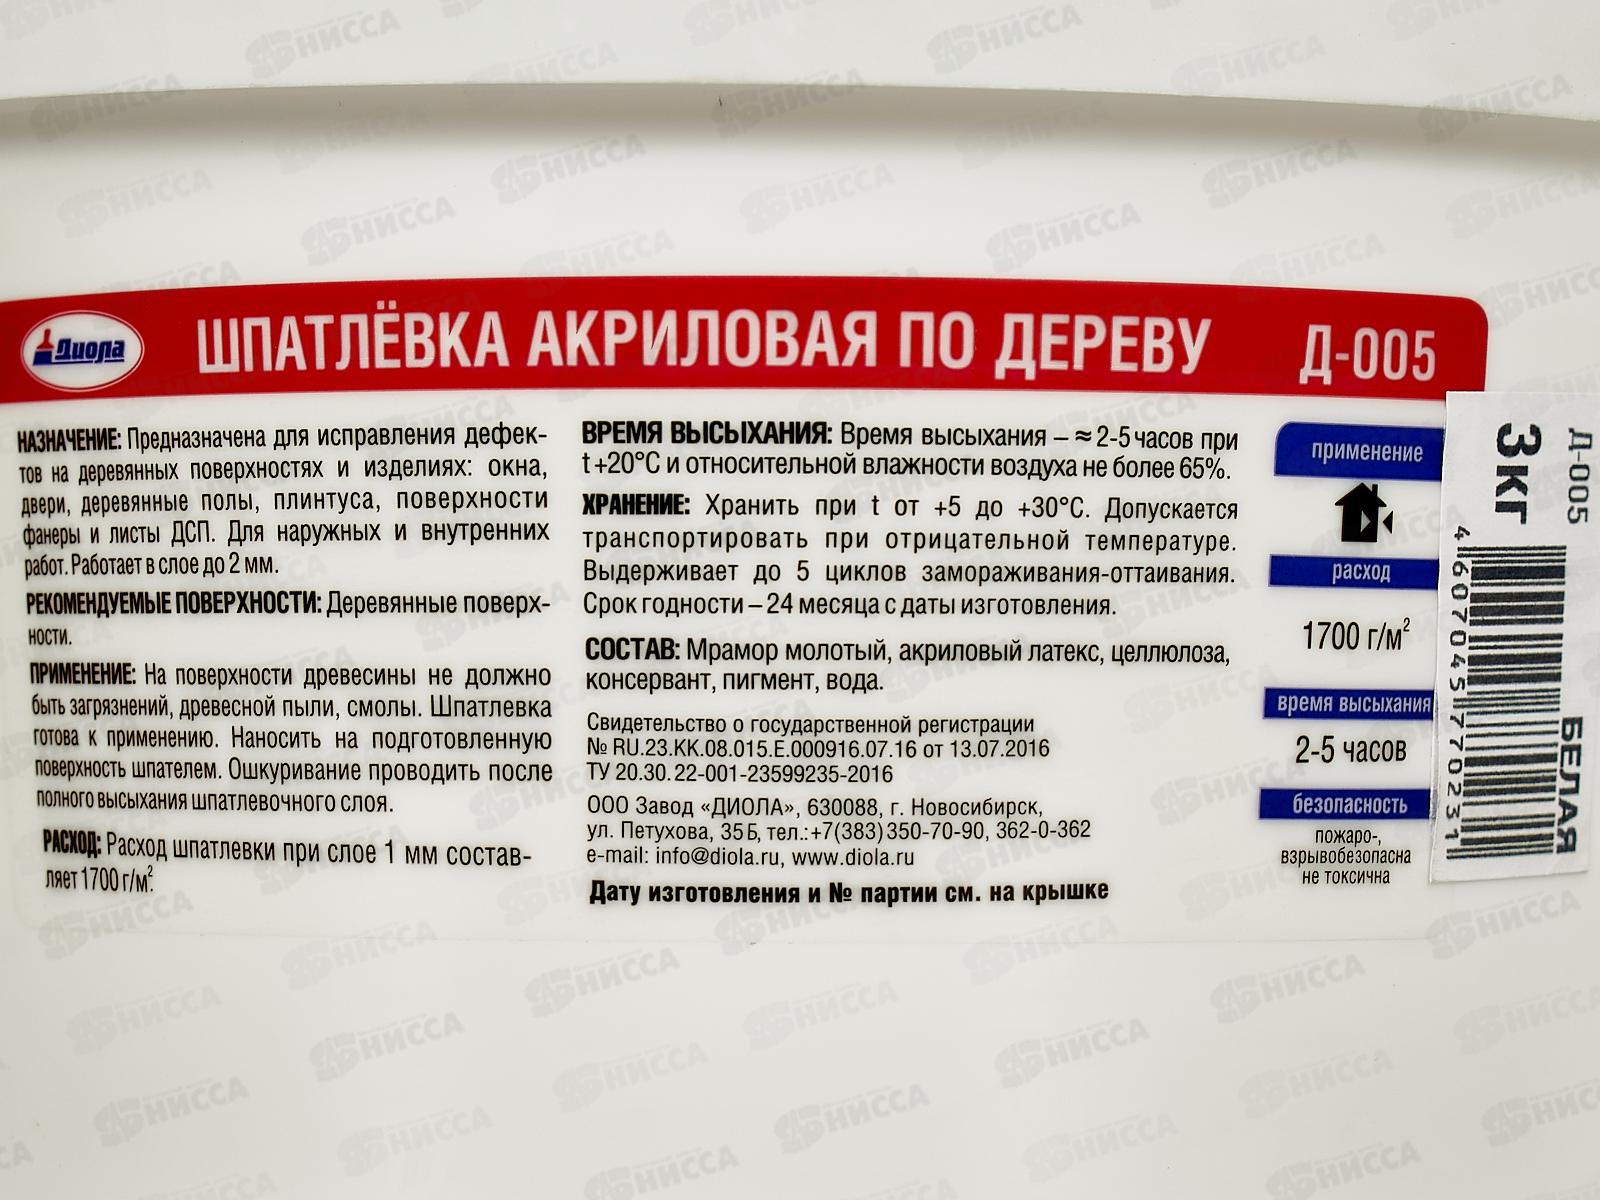 Диола
ШПАТЛЁВКА АКРИЛОВАЯ ПО ДЕРЕВУ Д-005
НАЗНАЧЕНИЕ: Предназначена для исправления дефек-
тов на деревянных поверхностях и изделиях: окна,
двери, деревянные полы, плинтуса, поверхности
фанеры и листы ДСП. Для наружных и внутренних
работ. Работает в слое до 2 мм.
РЕКОМЕНДУЕМЫЕ ПОВЕРХНОСТИ: Деревянные поверх-
ности.
ПРИМЕНЕНИЕ: На поверхности древесины не должно
быть загрязнений, древесной пыли, смолы. Шпатлевка
готова к применению. Наносить на подготовленную
поверхность шпателем. Ошкуривание проводить после
полного высыхания шпатлевочного слоя.
РАСХОД: Расход шпатлевки при слое 1 мм состав-
ляет 1700 г/м².
ВРЕМЯ ВЫСЫХАНИЯ: Время высыхания – ≈ 2-5 часов при
t +20°С и относительной влажности воздуха не более 65%.
ХРАНЕНИЕ: Хранить при t от +5 до +30°С. Допускается
транспортировать при отрицательной температуре.
Выдерживает до 5 циклов замораживания-оттаивания.
Срок годности – 24 месяца с даты изготовления.
СОСТАВ: Мрамор молотый, акриловый латекс, целлюлоза,
консервант, пигмент, вода.
Свидетельство о государственной регистрации
№ RU.23.КК.08.015.Е.000916.07.16 от 13.07.2016
ТУ 20.30.22-001-23599235-2016
ООО Завод «ДИОЛА», 630088, г. Новосибирск,
ул. Петухова, 35 Б, тел.:+7(383)350-70-90, 362-0-362
e-mail: info@diola.ru, www.diola.ru
Дату изготовления и № партии см. на крышке
применение
расход
1700 г/м²
время высыхания
2-5 часов
безопасность
пожаро-,
взрывобезопасна
не токсична
Д-005
3КГ
4607045770231
БЕЛАЯ
НИССА